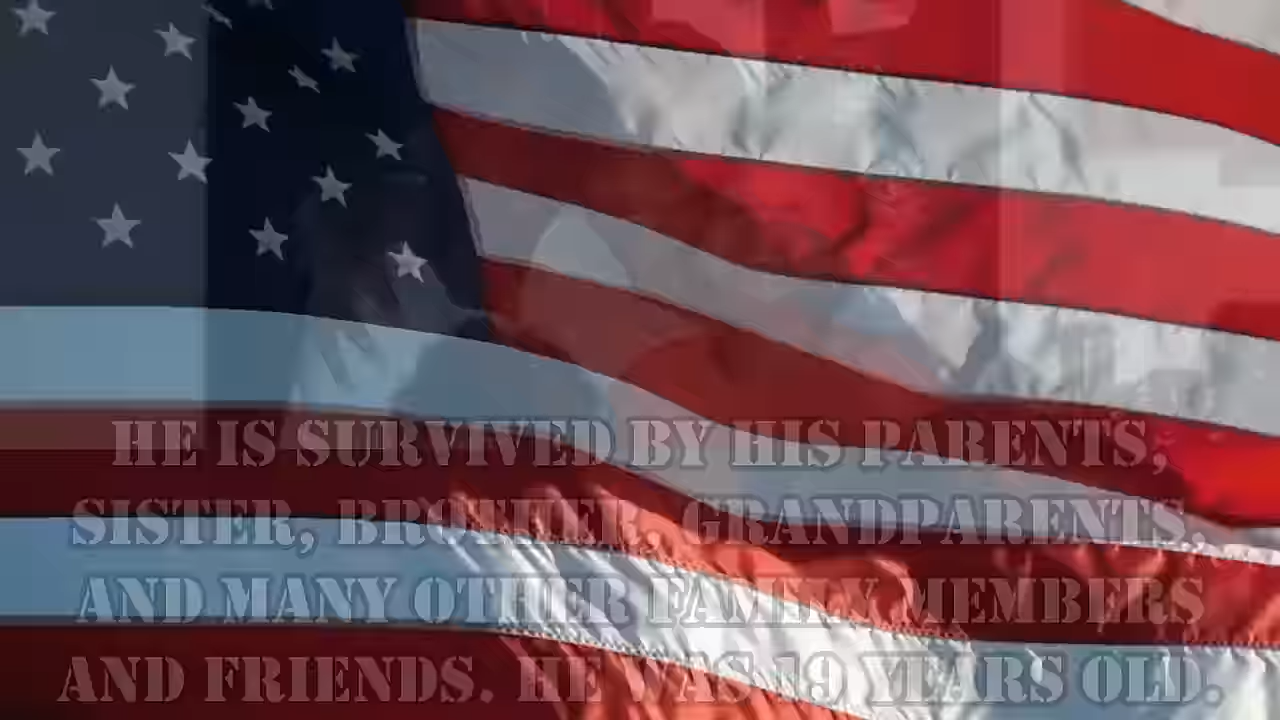 HE IS SURVIVED BY HIS PARENTS,
SISTER, BROTHER, GRANDPARENTS,
AND MANY OTHER FAMILY MEMBERS
AND FRIENDS. HE WAS 19 YEARS OLD.